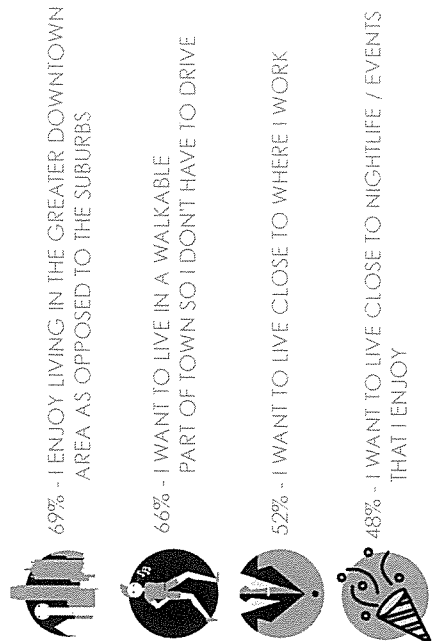 69% - I ENJOY LIVING IN THE GREATER DOWNTOWN
AREA AS OPPOSED TO THE SUBURBS
66% - I WANT TO LIVE IN A WALKABLE
PART OF TOWN SO I DON'T HAVE TO DRIVE
52% - I WANT TO LIVE CLOSE TO WHERE I WORK
48% - I WANT TO LIVE CLOSE TO NIGHTLIFE / EVENTS
THAT I ENJOY